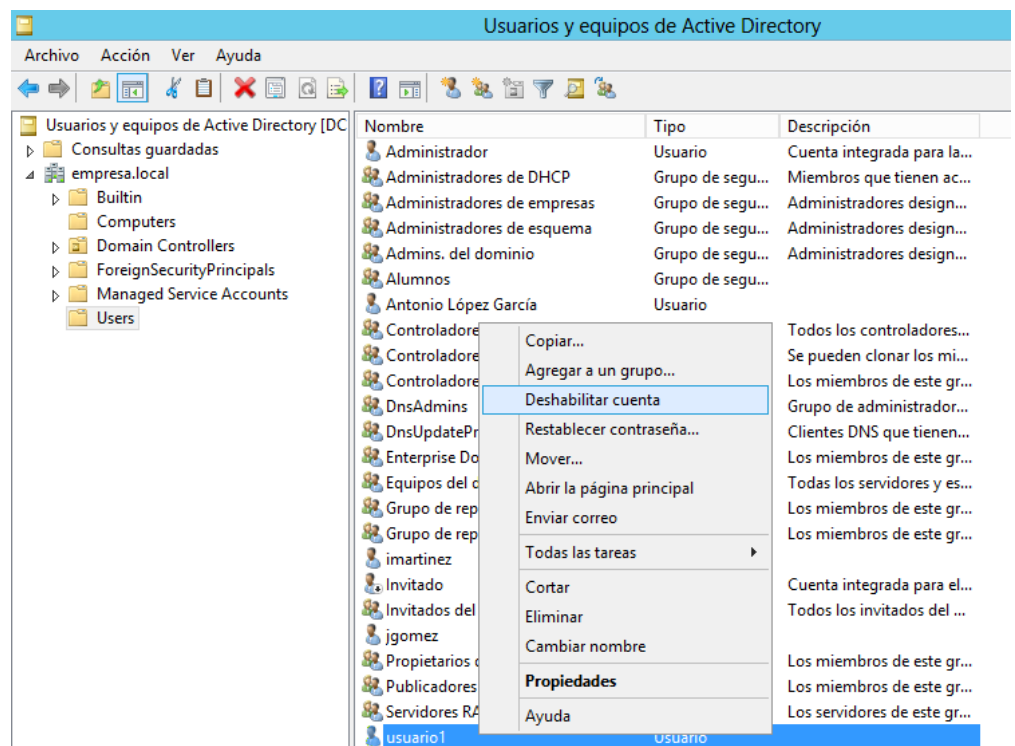 Usuarios y equipos de Active Directory
Archivo Acción Ver Ayuda
Usuarios y equipos de Active Directory [DC
Consultas guardadas
empresa.local
Builtin
Computers
Domain Controllers
ForeignSecurityPrincipals
Managed Service Accounts
Users
Nombre Tipo Descripción
Administrador Usuario Cuenta integrada para la...
Administradores de DHCP Grupo de segu... Miembros que tienen ac...
Administradores de empresas Grupo de segu... Administradores design...
Administradores de esquema Grupo de segu... Administradores design...
Admins. del dominio Grupo de segu... Administradores design...
Alumnos Grupo de segu...
Antonio López García Usuario
Controladore Todos los controladores...
Controladore Se pueden clonar los mi...
Controladore Los miembros de este gr...
DnsAdmins Grupo de administrador...
DnsUpdatePr Clientes DNS que tienen...
Enterprise Do Los miembros de este gr...
Equipos del d Todas los servidores y es...
Grupo de rep Los miembros de este gr...
Grupo de rep Los miembros de este gr...
imartinez
Invitado Cuenta integrada para el...
Invitados del Todos los invitados del ...
jgomez
Propietarios d Los miembros de este gr...
Publicadores Los miembros de este gr...
Servidores RA Los servidores de este gr...
usuario1 Usuario
Copiar...
Agregar a un grupo...
Deshabilitar cuenta
Restablecer contraseña...
Mover...
Abrir la página principal
Enviar correo
Todas las tareas
Cortar
Eliminar
Cambiar nombre
Propiedades
Ayuda